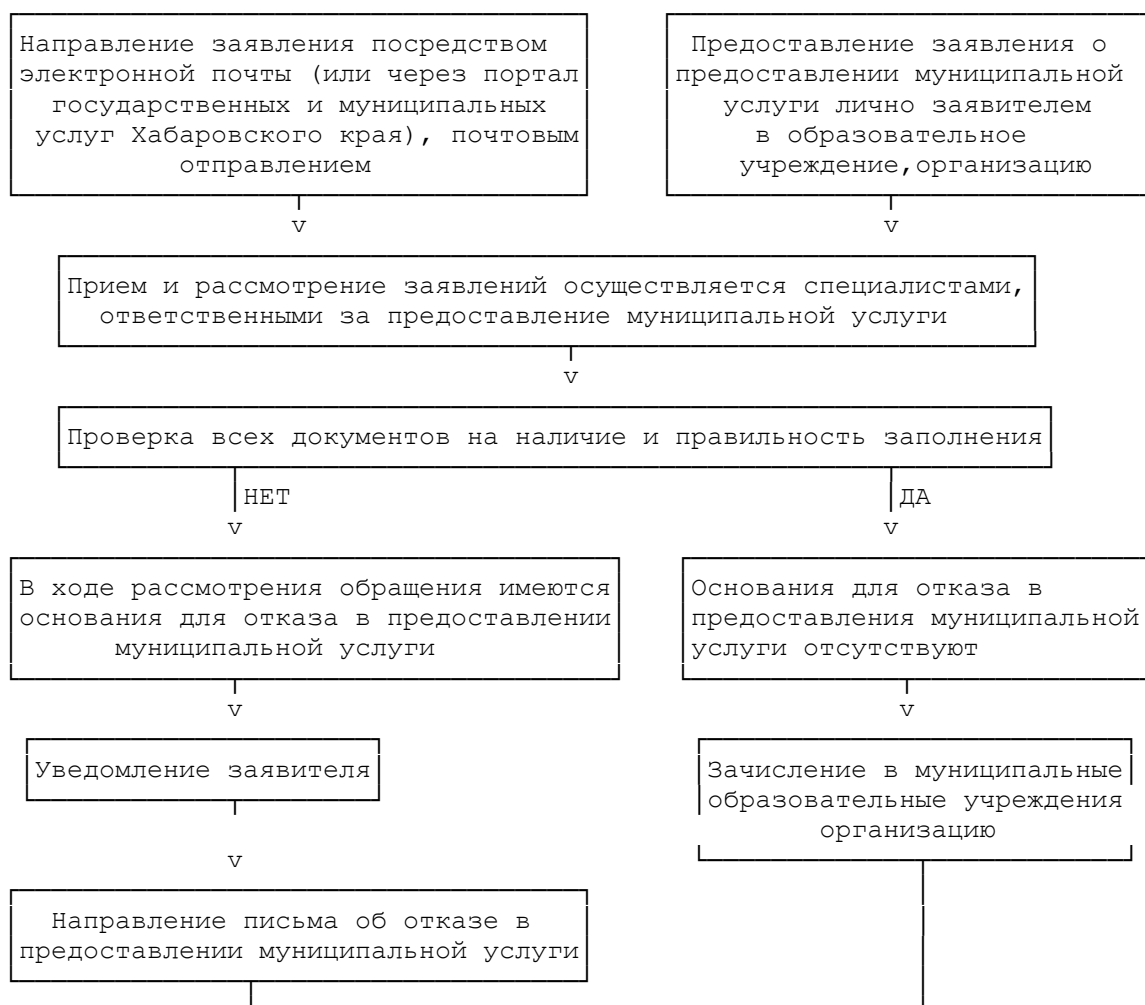 Направление заявления посредством
электронной почты (или через портал
государственных и муниципальных
услуг Хабаровского края), почтовым
отправлением
Предоставление заявления о
предоставлении муниципальной
услуги лично заявителем
в образовательное
учреждение,организацию
v
v
Прием и рассмотрение заявлений осуществляется специалистами,
ответственными за предоставление муниципальной услуги
v
Проверка всех документов на наличие и правильность заполнения
НЕТ
ДА
v
v
В ходе рассмотрения обращения имеются
основания для отказа в предоставлении
муниципальной услуги
Основания для отказа в
предоставления муниципальной
услуги отсутствуют
v
v
Уведомление заявителя
Зачисление в муниципальные
образовательные учреждения
организацию
v
Направление письма об отказе в
предоставлении муниципальной услуги